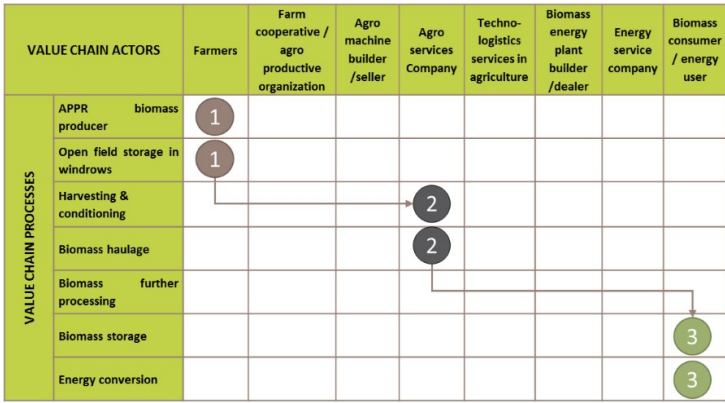 VALUE CHAIN ACTORS
Farmers
Farm
cooperative /
agro
productive
organization
Agro
machine
builder
/seller
Agro
services
Company
Techno-
logistics
services in
agriculture
Biomass
energy
plant
builder
/dealer
Energy
service
company
Biomass
consumer
/ energy
user
VALUE CHAIN PROCESSES
APPR biomass
producer
1
Open field storage in
windrows
1
Harvesting &
conditioning
2
Biomass haulage
2
Biomass further
processing
Biomass storage
3
Energy conversion
3